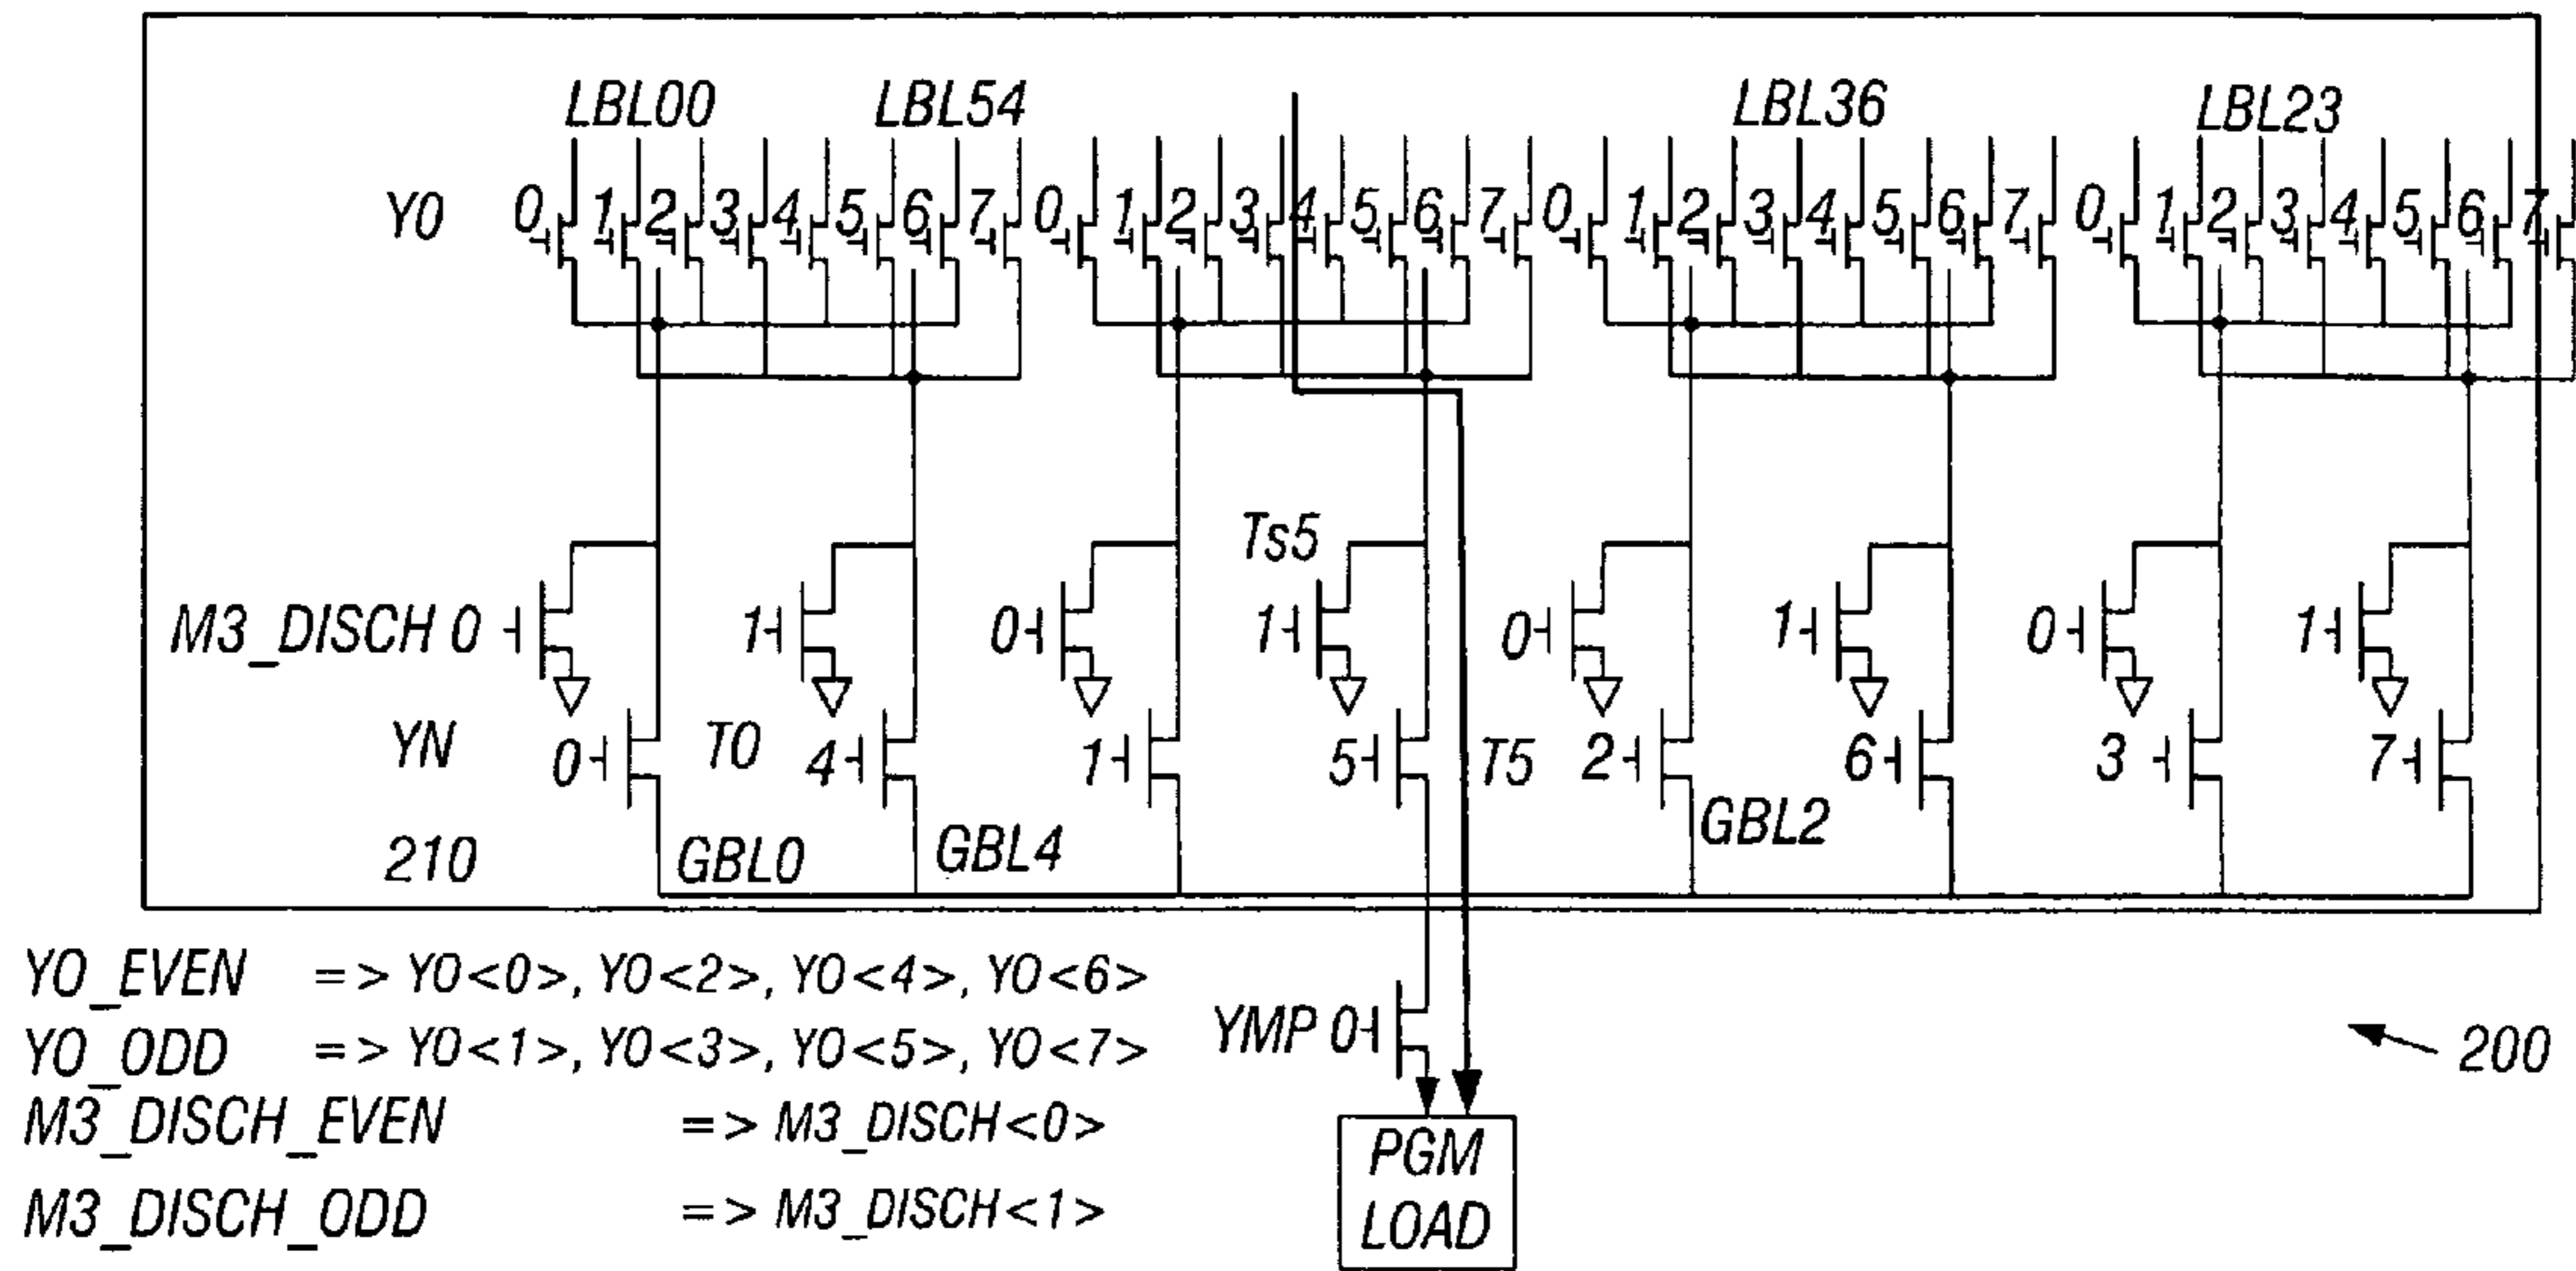 LBL00 LBL54 LBL36 LBL23
Y0 0 1 2 3 4 5 6 7 0 1 2 3 4 5 6 7 0 1 2 3 4 5 6 7 0 1 2 3 4 5 6 7
Ts5
M3_DISCH 0 1 0 1 0 1 0 1
YN 0 T0 4 1 5 T5 2 6 3 7
210 GBL0 GBL4 GBL2
Y0_EVEN => Y0<0>, Y0<2>, Y0<4>, Y0<6>
Y0_ODD => Y0<1>, Y0<3>, Y0<5>, Y0<7>
YMP 0
200
M3_DISCH_EVEN => M3_DISCH<0>
M3_DISCH_ODD => M3_DISCH<1>
PGM
LOAD